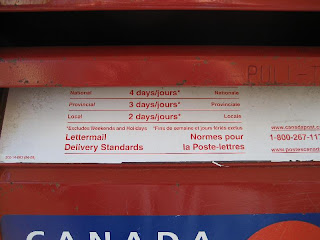 PULL-
National 4 days/jours* Nationale
Provincial 3 days/jours* Provinciale
Local 2 days/jours* Locale
*Excludes Weekends and Holidays *Fins de semaine et jours fériés exclus
Lettermail Normes pour
Delivery Standards la Poste-lettres
www.canadapost.
1-800-267-117
www.postescanada
CANADA